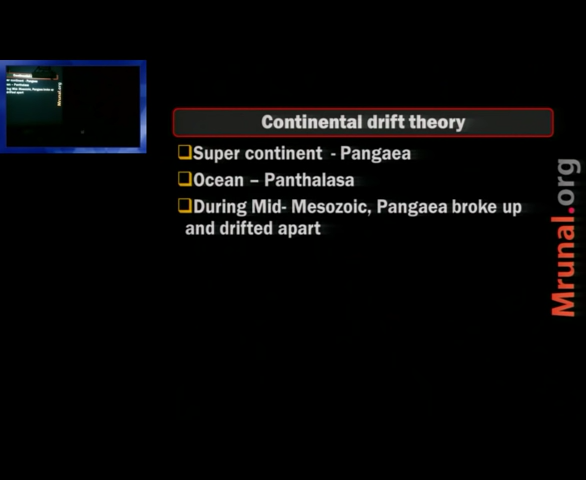 Continental drift theory
❑Super continent - Pangaea
❑Ocean – Panthalasa
❑During Mid- Mesozoic, Pangaea broke up
and drifted apart
Mrunal.org